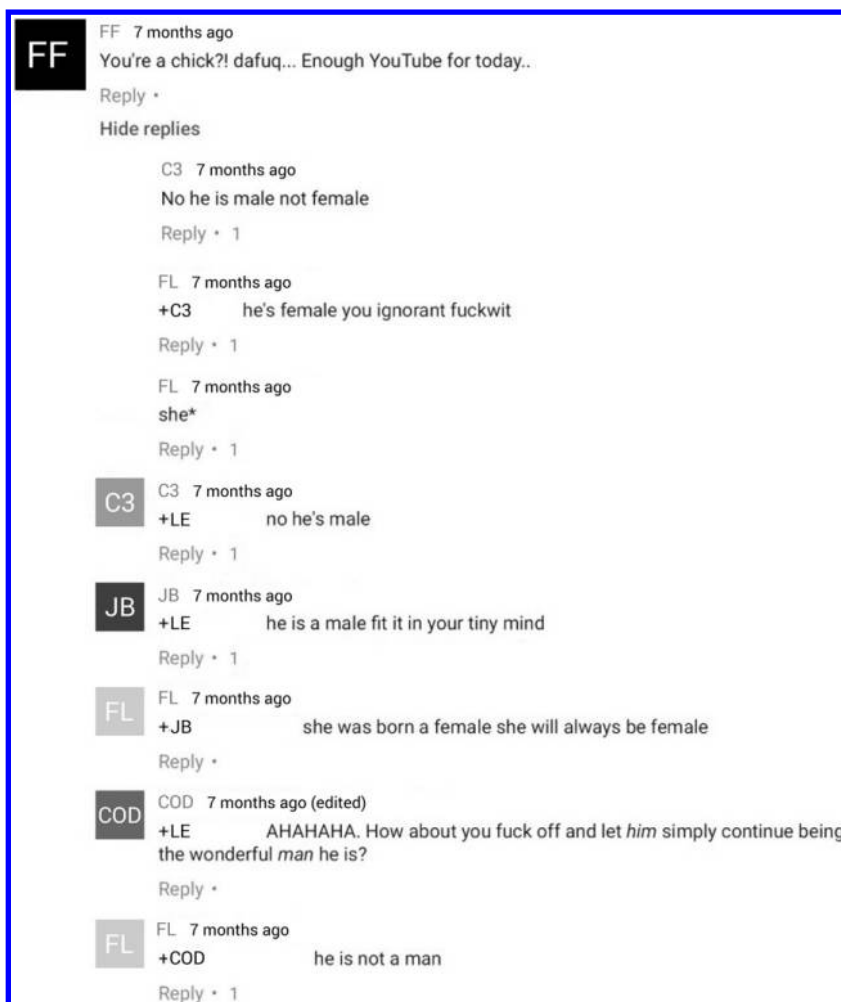 FF
FF 7 months ago
You're a chick?! dafuq... Enough YouTube for today..
Reply •
Hide replies
C3 7 months ago
No he is male not female
Reply • 1
FL 7 months ago
+C3 he's female you ignorant fuckwit
Reply • 1
FL 7 months ago
she*
Reply • 1
C3
C3 7 months ago
+LE no he's male
Reply • 1
JB
JB 7 months ago
+LE he is a male fit it in your tiny mind
Reply • 1
FL
FL 7 months ago
+JB she was born a female she will always be female
Reply •
COD
COD 7 months ago (edited)
+LE AHAHAHA. How about you fuck off and let him simply continue being
the wonderful man he is?
Reply •
FL
FL 7 months ago
+COD he is not a man
Reply • 1